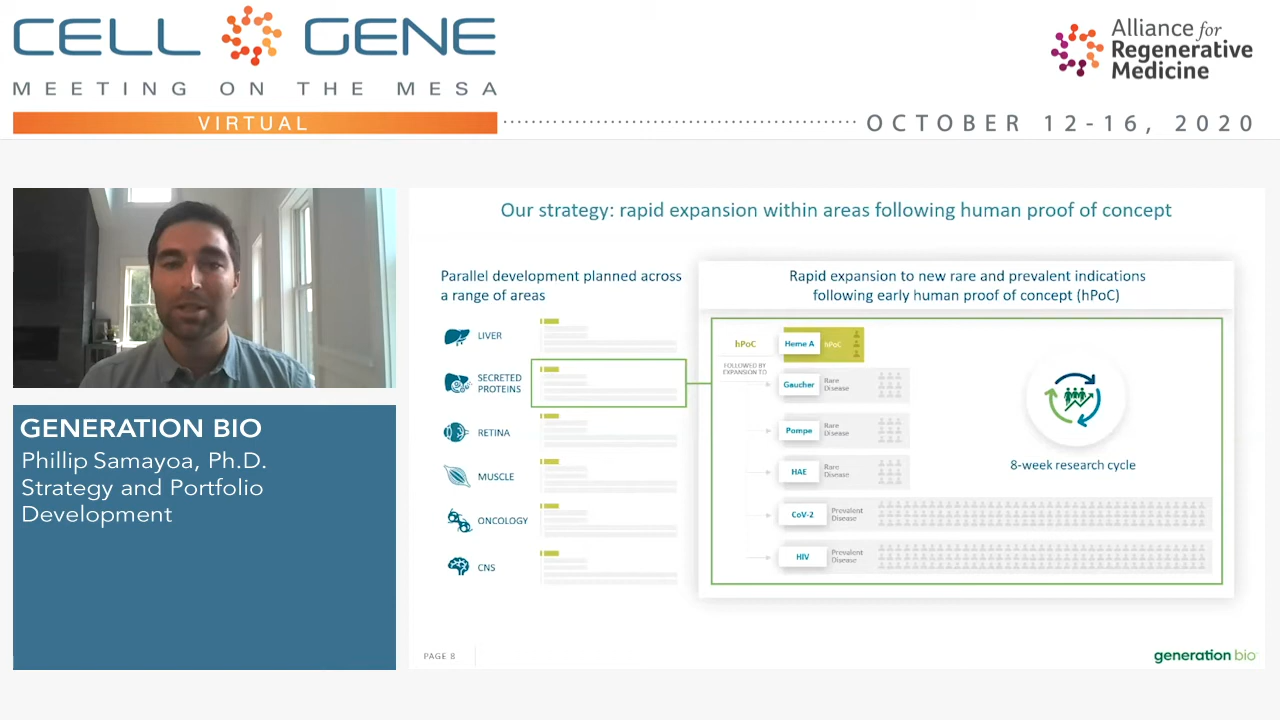 CELL GENE
MEETING ON THE MESA
VIRTUAL
Alliance for
Regenerative
Medicine
OCTOBER 12-16, 2020
GENERATION BIO
Phillip Samayoa, Ph.D.
Strategy and Portfolio
Development
Our strategy: rapid expansion within areas following human proof of concept
Parallel development planned across
a range of areas
LIVER
SECRETED
PROTEINS
RETINA
MUSCLE
ONCOLOGY
CNS
Rapid expansion to new rare and prevalent indications
following early human proof of concept (hPoC)
hPoC
Heme A
hPoC
FOLLOWED BY
EXPANSION TO
Gaucher
Rare
Disease
Pompe
Rare
Disease
HAE
Rare
Disease
CoV-2
Prevalent
Disease
HIV
Prevalent
Disease
8-week research cycle
PAGE 8
generation bio